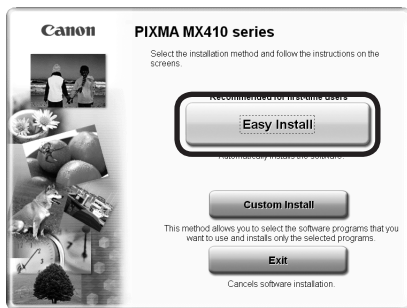 Canon
PIXMA MX410 series
Select the installation method and follow the instructions on the
screens.
Recommended for first-time users
Easy Install
Automatically installs the software.
Custom Install
This method allows you to select the software programs that you
want to use and installs only the selected programs.
Exit
Cancels software installation.